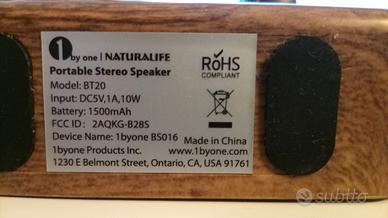 1 by one | NATURALIFE
Portable Stereo Speaker
Model: BT20
Input: DC5V,1A,10W
Battery: 1500mAh
FCC ID : 2AQKG-B28S
Device Name: 1byone BS016
1byone Products Inc. www.1byone.com
1230 E Belmont Street, Ontario, CA, USA 91761
RoHS
COMPLIANT
Made in China
subito